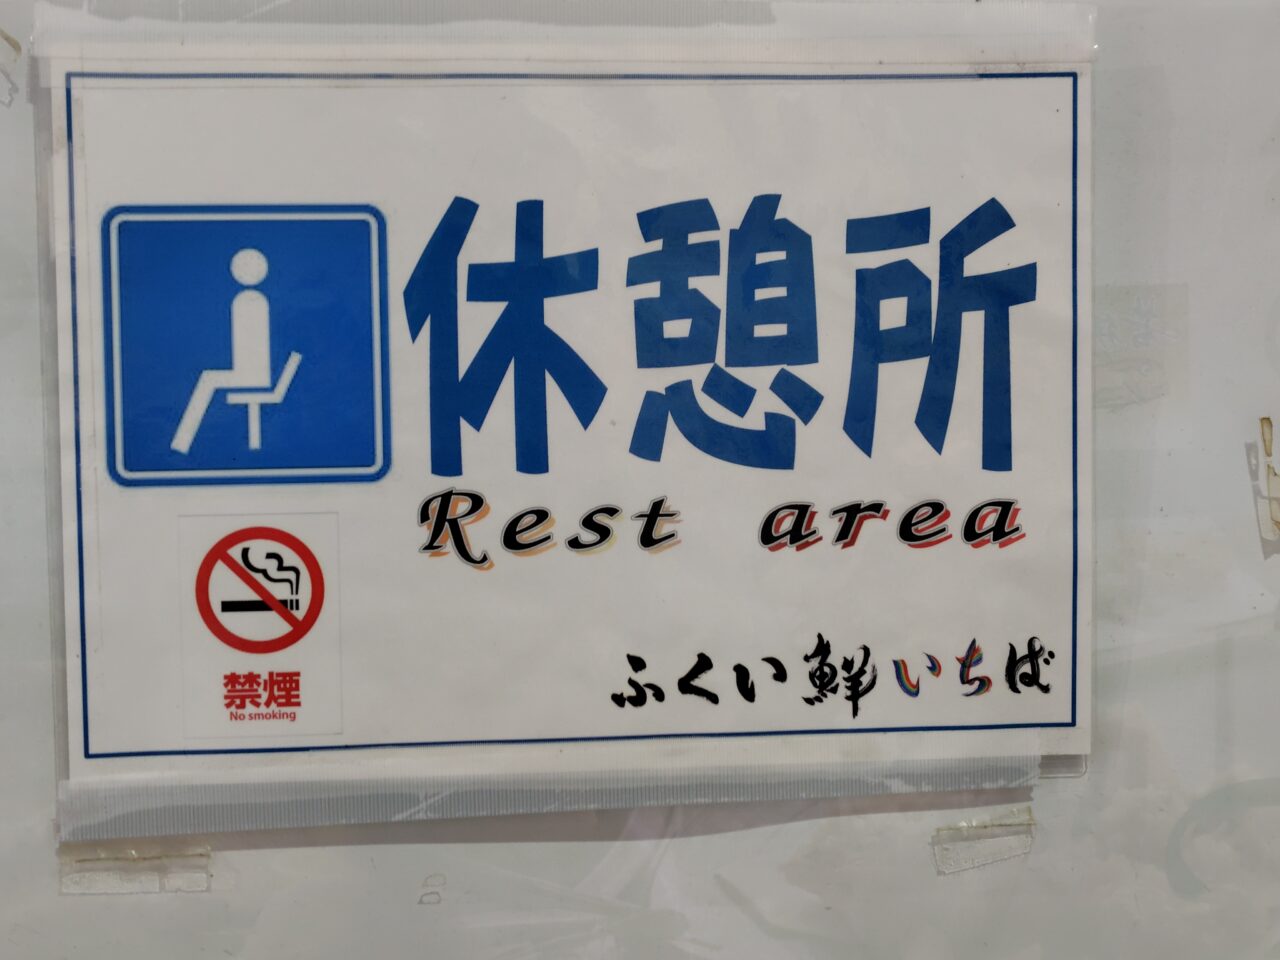 休憩所
Rest area
禁煙
No smoking
ふくい鮮いちば